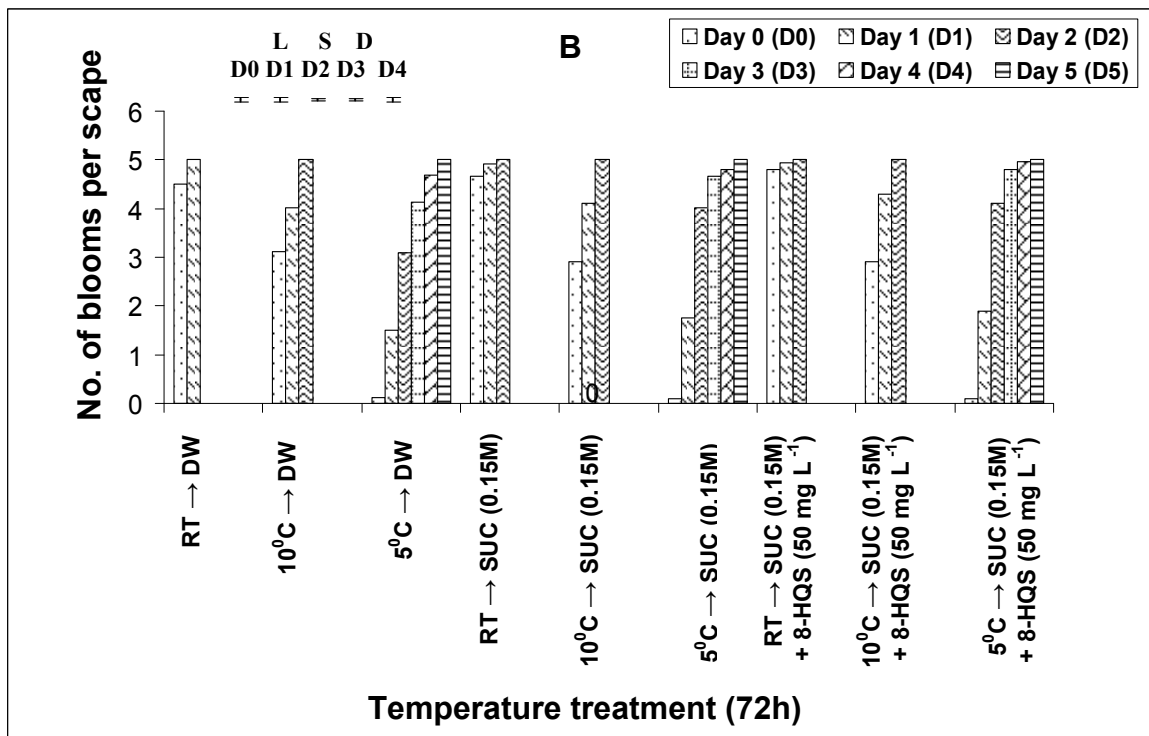 L S D
D0 D1 D2 D3 D4
B
Day 0 (D0) Day 1 (D1) Day 2 (D2)
Day 3 (D3) Day 4 (D4) Day 5 (D5)
No. of blooms per scape
6
5
4
3
2
1
0
0
RT → DW
10⁰C → DW
5⁰C → DW
RT → SUC (0.15M)
10⁰C → SUC (0.15M)
5⁰C → SUC (0.15M)
RT → SUC (0.15M)
+ 8-HQS (50 mg L⁻¹)
10⁰C → SUC (0.15M)
+ 8-HQS (50 mg L⁻¹)
5⁰C → SUC (0.15M)
+ 8-HQS (50 mg L⁻¹)
Temperature treatment (72h)